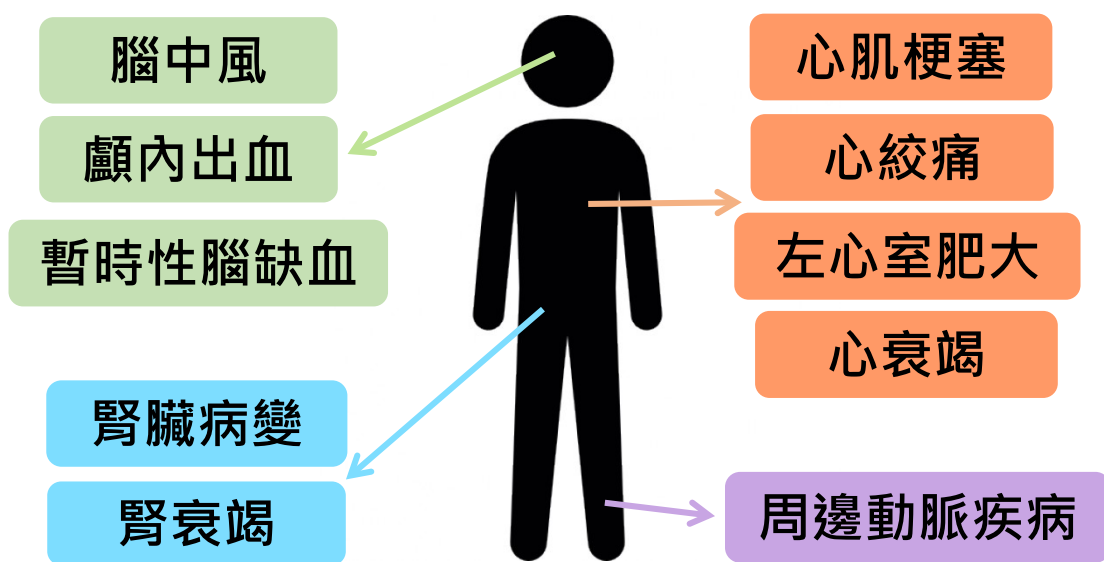 腦中風
顱內出血
暫時性腦缺血
腎臟病變
腎衰竭
心肌梗塞
心絞痛
左心室肥大
心衰竭
周邊動脈疾病